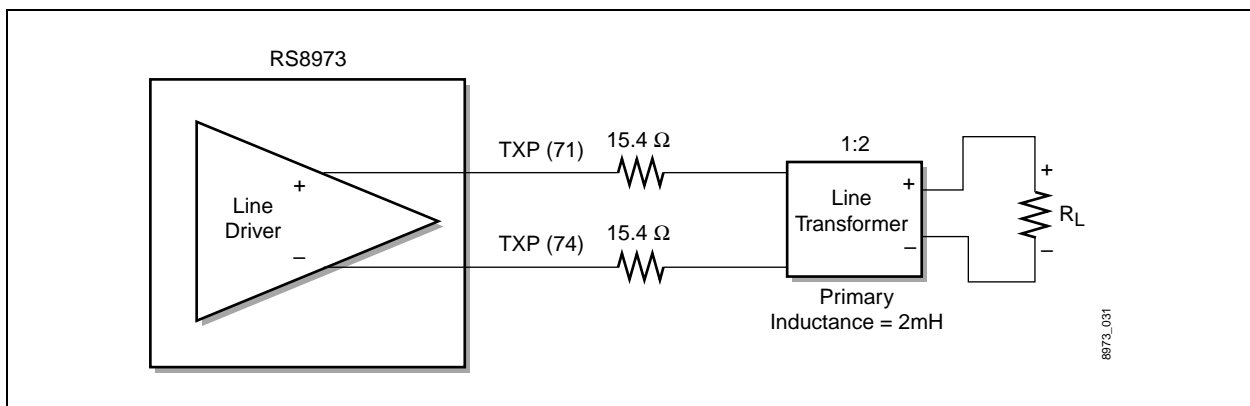 RS8973
Line
Driver
+
–
TXP (71)
15.4 Ω
TXP (74)
15.4 Ω
1:2
Line
Transformer
+
–
Primary
Inductance = 2mH
+
RL
–
8973_031